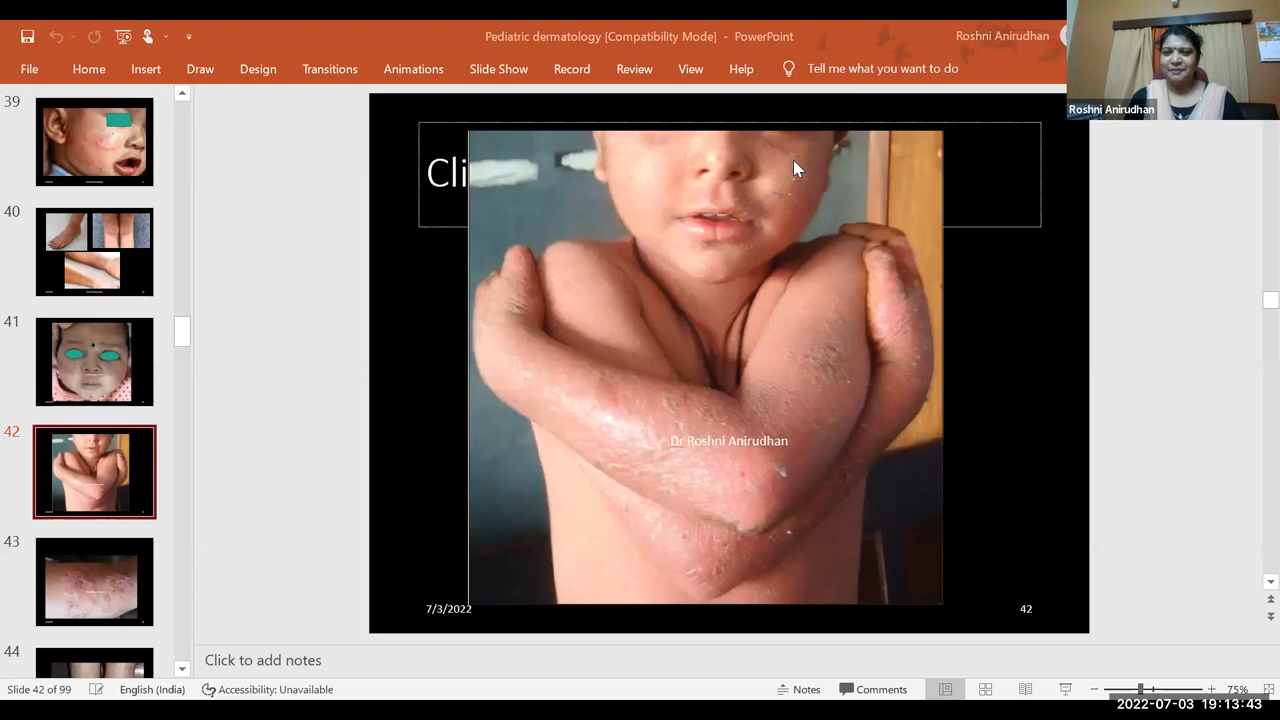 Pediatric dermatology [Compatibility Mode] - PowerPoint
Roshni Anirudhan
File Home Insert Draw Design Transitions Animations Slide Show Record Review View Help Tell me what you want to do
Roshni Anirudhan
39
40
41
42
43
44
Cli
Dr Roshni Anirudhan
7/3/2022
42
Click to add notes
Slide 42 of 99 English (India) Accessibility: Unavailable Notes Comments 75%
2022-07-03 19:13:43